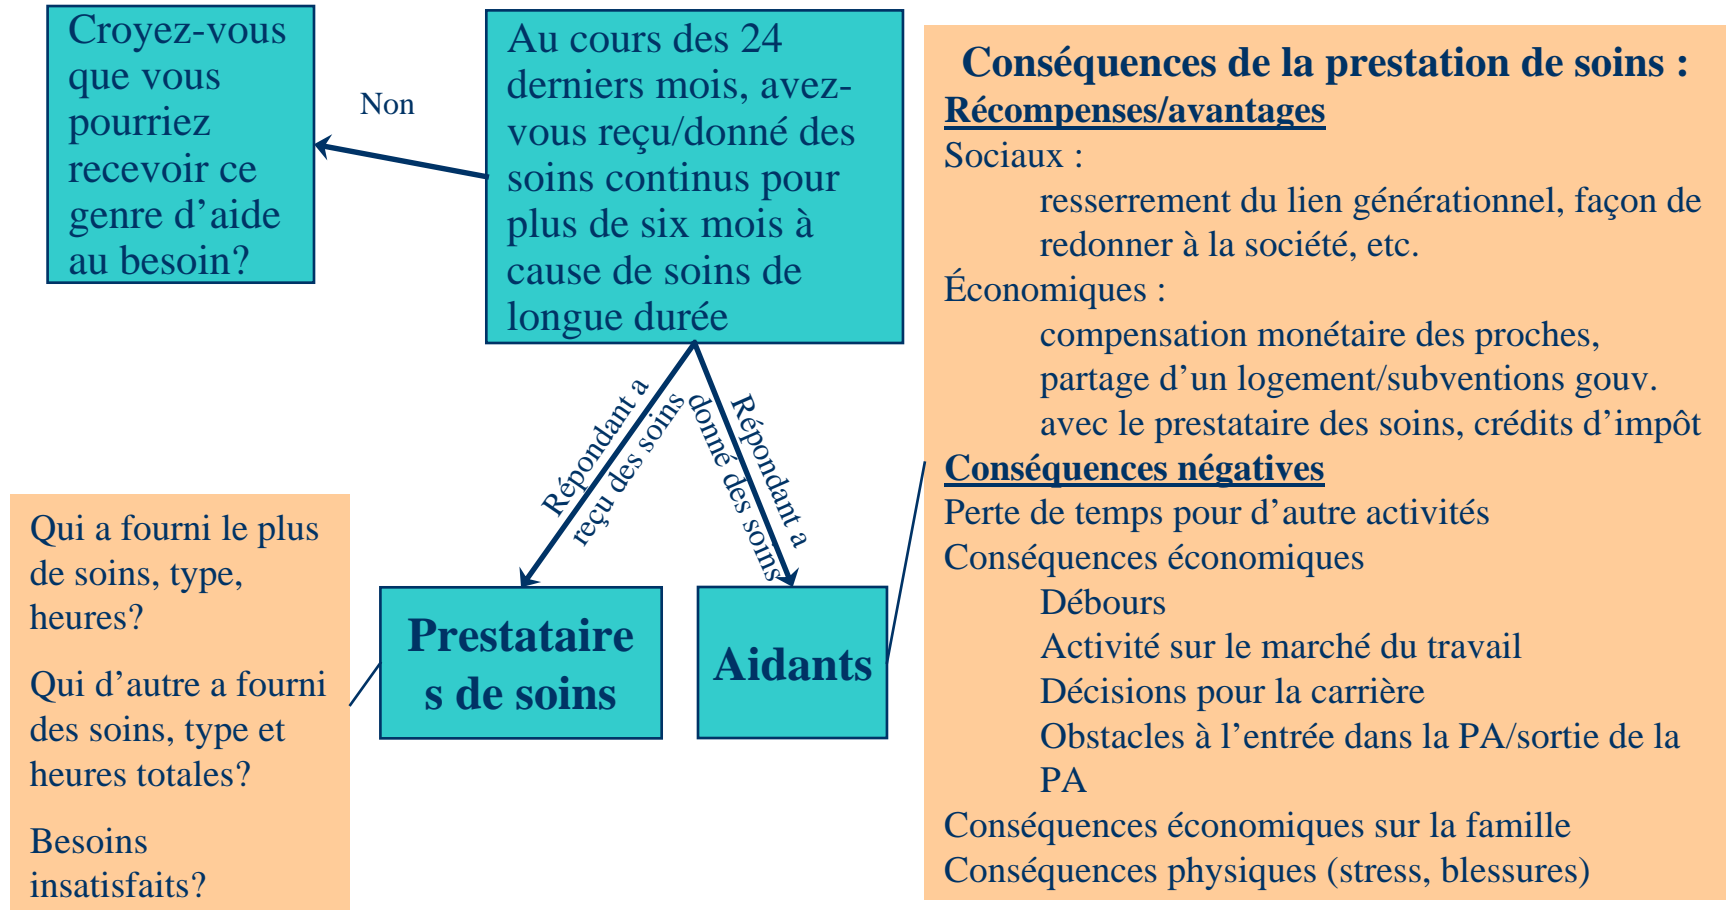 Croyez-vous
que vous
pourriez
recevoir ce
genre d’aide
au besoin?
Non
Au cours des 24
derniers mois, avez-
vous reçu/donné des
soins continus pour
plus de six mois à
cause de soins de
longue durée
Répondant a
reçu des soins
Répondant a
donné des soins
Qui a fourni le plus
de soins, type,
heures?
Qui d’autre a fourni
des soins, type et
heures totales?
Besoins
insatisfaits?
Prestataire
s de soins
Aidants
Conséquences de la prestation de soins :
Récompenses/avantages
Sociaux :
resserrement du lien générationnel, façon de
redonner à la société, etc.
Économiques :
compensation monétaire des proches,
partage d’un logement/subventions gouv.
avec le prestataire des soins, crédits d’impôt
Conséquences négatives
Perte de temps pour d’autre activités
Conséquences économiques
Débours
Activité sur le marché du travail
Décisions pour la carrière
Obstacles à l’entrée dans la PA/sortie de la
PA
Conséquences économiques sur la famille
Conséquences physiques (stress, blessures)